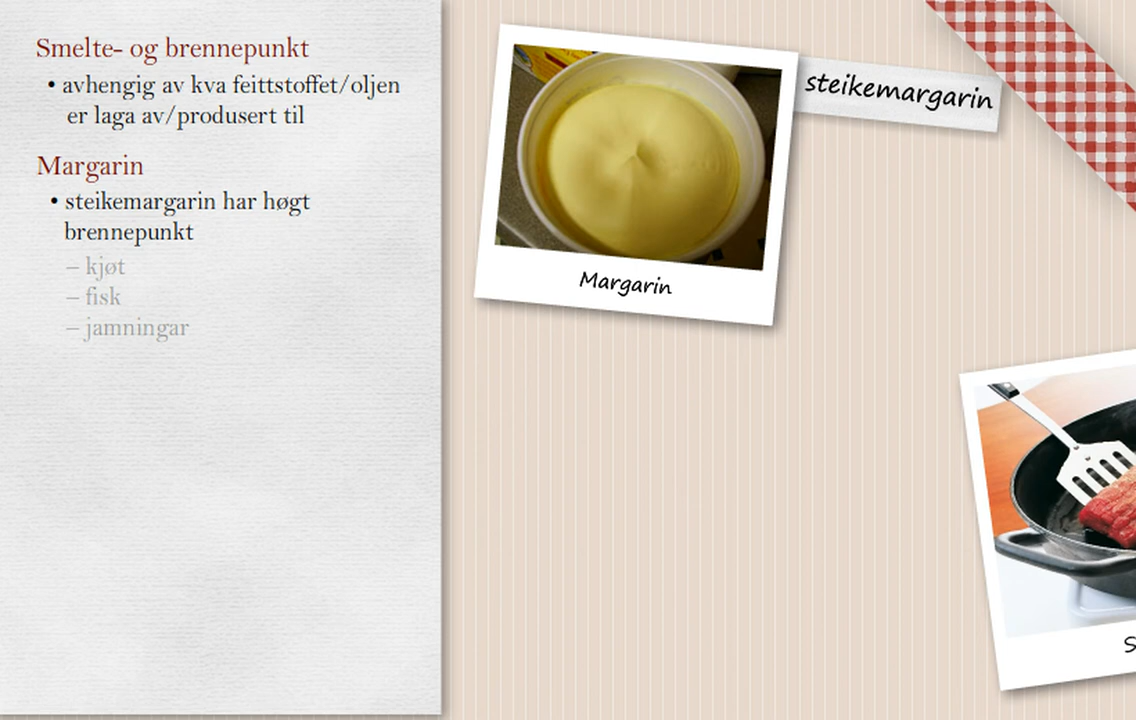 Smelte- og brennepunkt
• avhengig av kva feittstoffet/oljen
er laga av/produsert til
Margarin
• steikemargarin har høgt
brennepunkt
– kjøt
– fisk
– jamningar
steikemargarin
Margarin
S